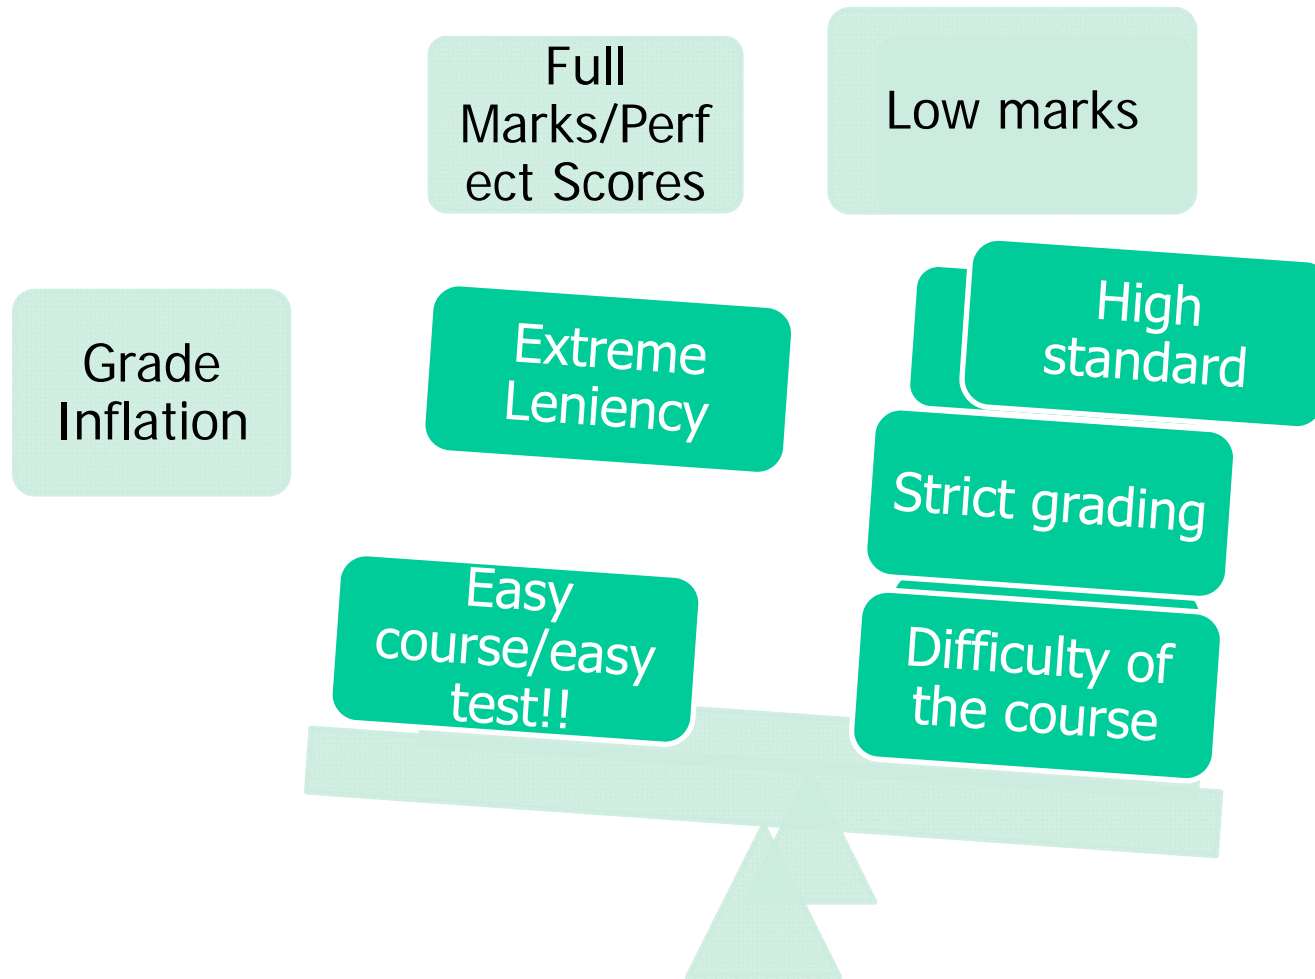 Full
Marks/Perf
ect Scores
Low marks
Grade
Inflation
Extreme
Leniency
High
standard
Strict grading
Easy
course/easy
test!!
Difficulty of
the course